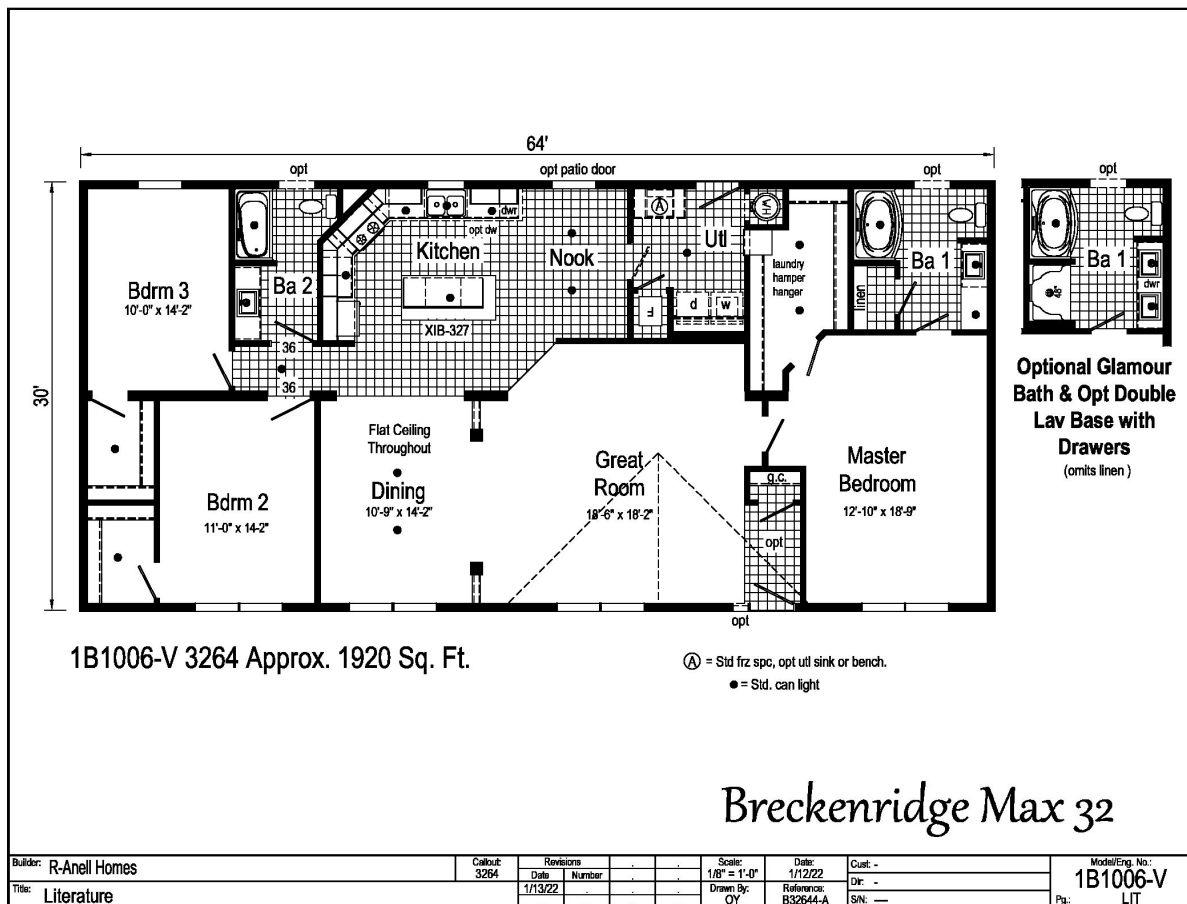 64'
opt
opt patio door
opt
opt
30'
Bdrm 3
10'-0" x 14'-2"
Ba 2
36
36
Kitchen
opt dw
dwr
XIB-327
Nook
A
Utl
WH
F
d
w
laundry
hamper
hanger
linen
Ba 1
Ba 1
48"
dwr
Optional Glamour
Bath & Opt Double
Lav Base with
Drawers
(omits linen )
Bdrm 2
11'-0" x 14-2"
Flat Ceiling
Throughout
Dining
10'-9" x 14'-2"
Great
Room
18'-6" x 18'-2"
g.c.
opt
opt
Master
Bedroom
12'-10" x 18'-9"
1B1006-V 3264 Approx. 1920 Sq. Ft.
A = Std frz spc, opt utl sink or bench.
● = Std. can light
Breckenridge Max 32
Builder: R-Anell Homes
Title: Literature
Callout:
3264
Revisions
Date Number
1/13/22
Scale:
1/8" = 1'-0"
Drawn By:
OY
Date:
1/12/22
Reference:
B32644-A
Cust: -
Dlr: -
S/N: —
Model/Eng. No.:
1B1006-V
Pg.: LIT